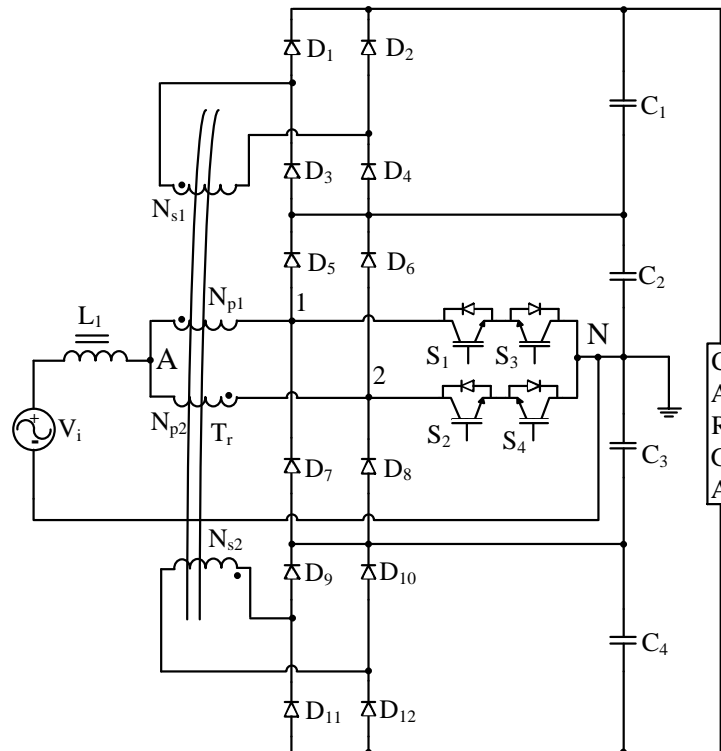 D₁
D₂
C₁
D₃
D₄
Nₛ₁
D₅
D₆
C₂
Nₚ₁
1
L₁
N
S₁
S₃
A
2
Nₚ₂
Tᵣ
Vᵢ
+
-
S₂
S₄
C
A
R
G
A
D₇
D₈
C₃
Nₛ₂
D₉
D₁₀
C₄
D₁₁
D₁₂